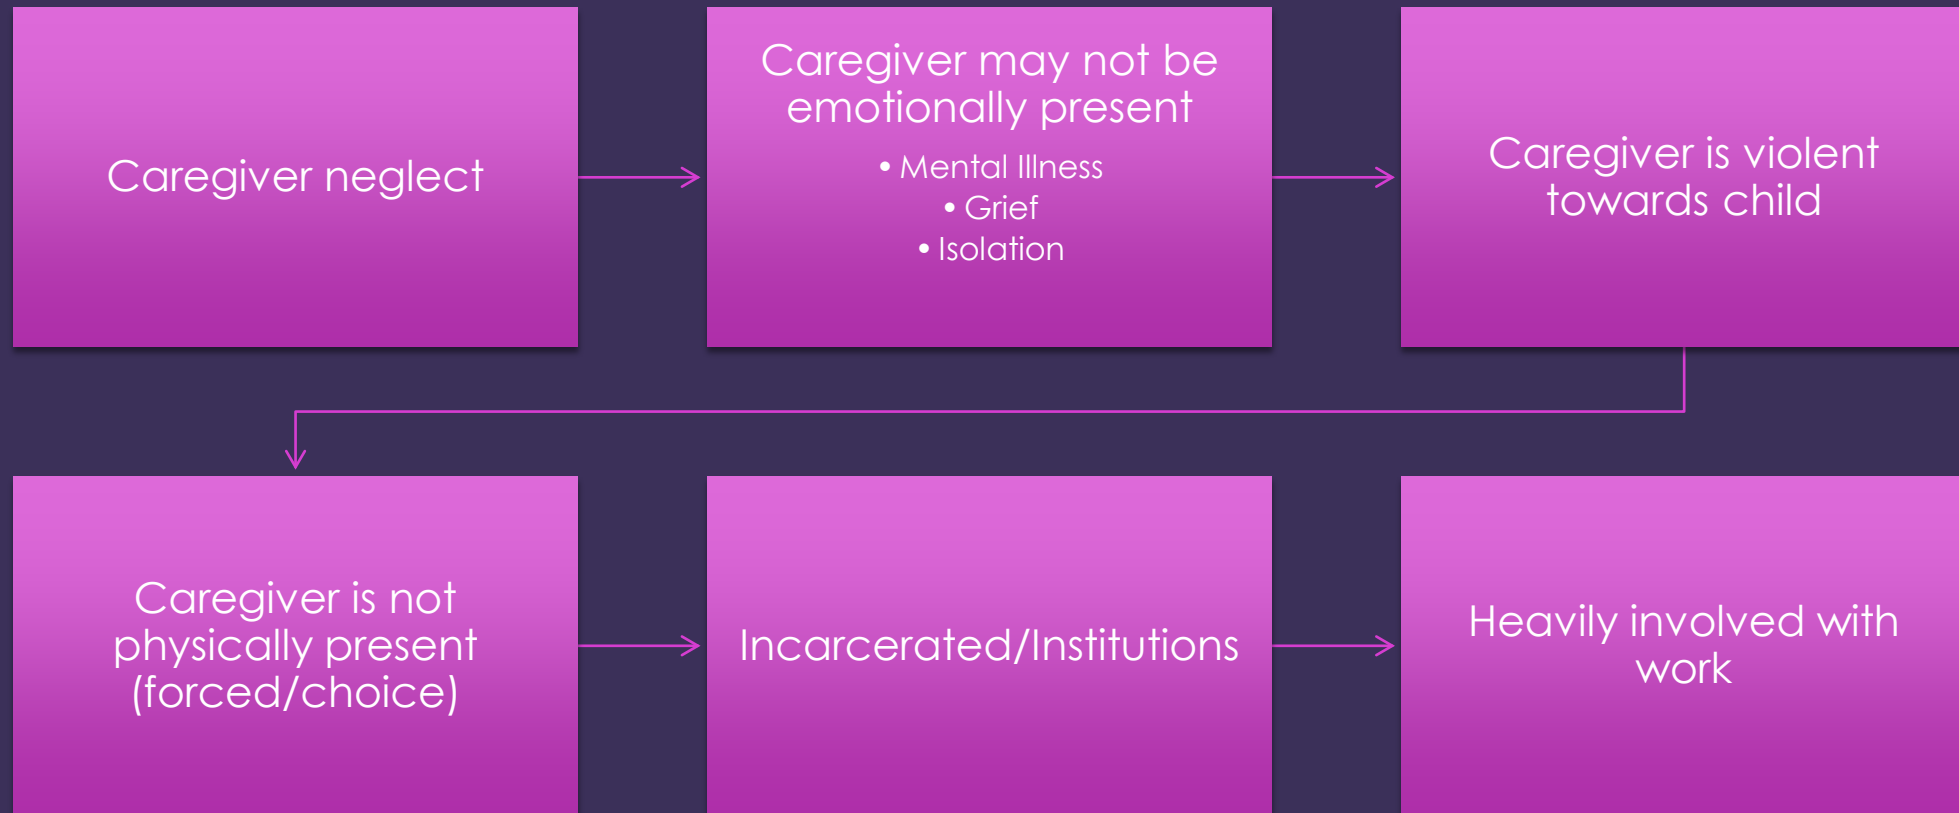 Caregiver neglect
Caregiver may not be
emotionally present
• Mental Illness
• Grief
• Isolation
Caregiver is violent
towards child
Caregiver is not
physically present
(forced/choice)
Incarcerated/Institutions
Heavily involved with
work